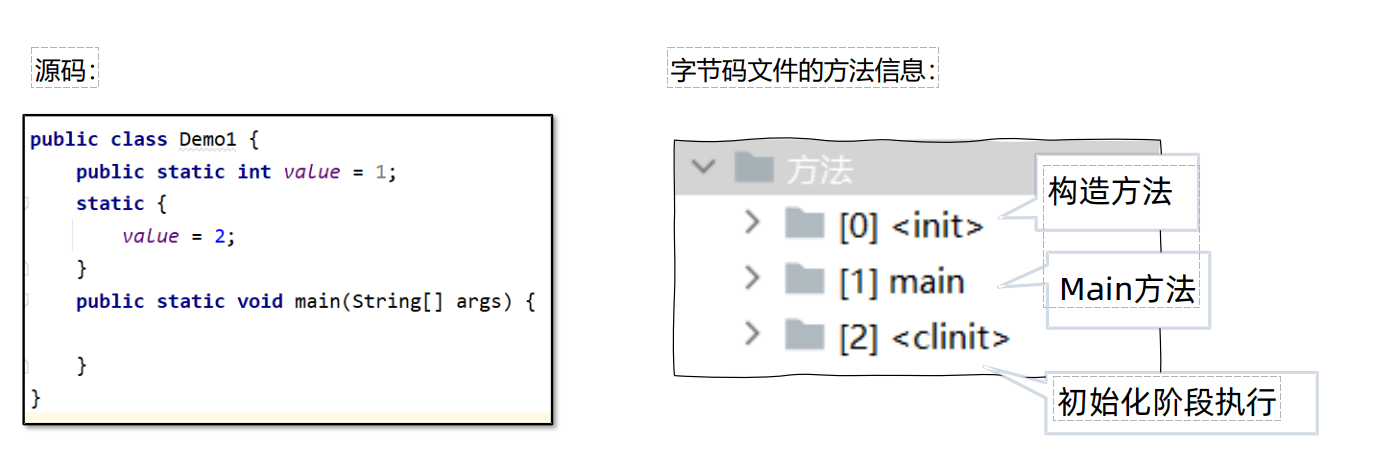 源码：
public class Demo1 {
public static int value = 1;
static {
value = 2;
}
public static void main(String[] args) {
}
}
字节码文件的方法信息：
方法
[0] <init>
[1] main
[2] <clinit>
构造方法
Main方法
初始化阶段执行